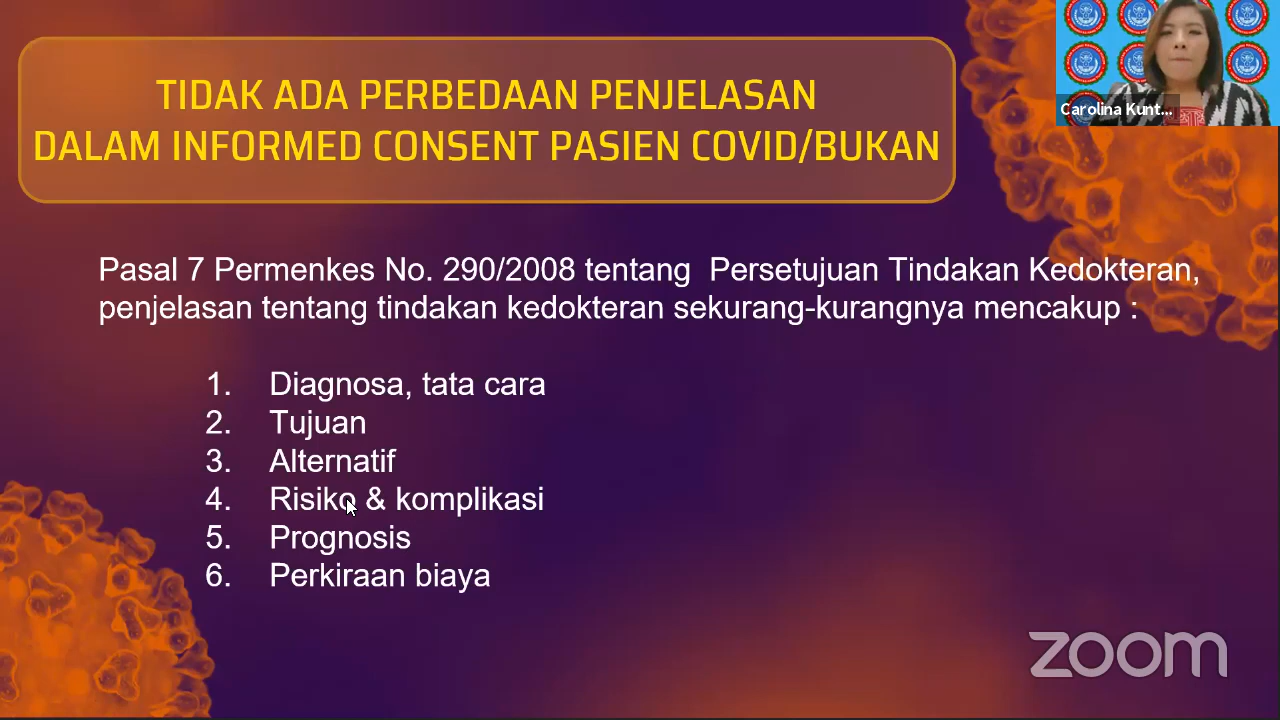 TIDAK ADA PERBEDAAN PENJELASAN
DALAM INFORMED CONSENT PASIEN COVID/BUKAN
Carolina Kunt...
Pasal 7 Permenkes No. 290/2008 tentang Persetujuan Tindakan Kedokteran,
penjelasan tentang tindakan kedokteran sekurang-kurangnya mencakup :
1. Diagnosa, tata cara
2. Tujuan
3. Alternatif
4. Risiko & komplikasi
5. Prognosis
6. Perkiraan biaya
zoom